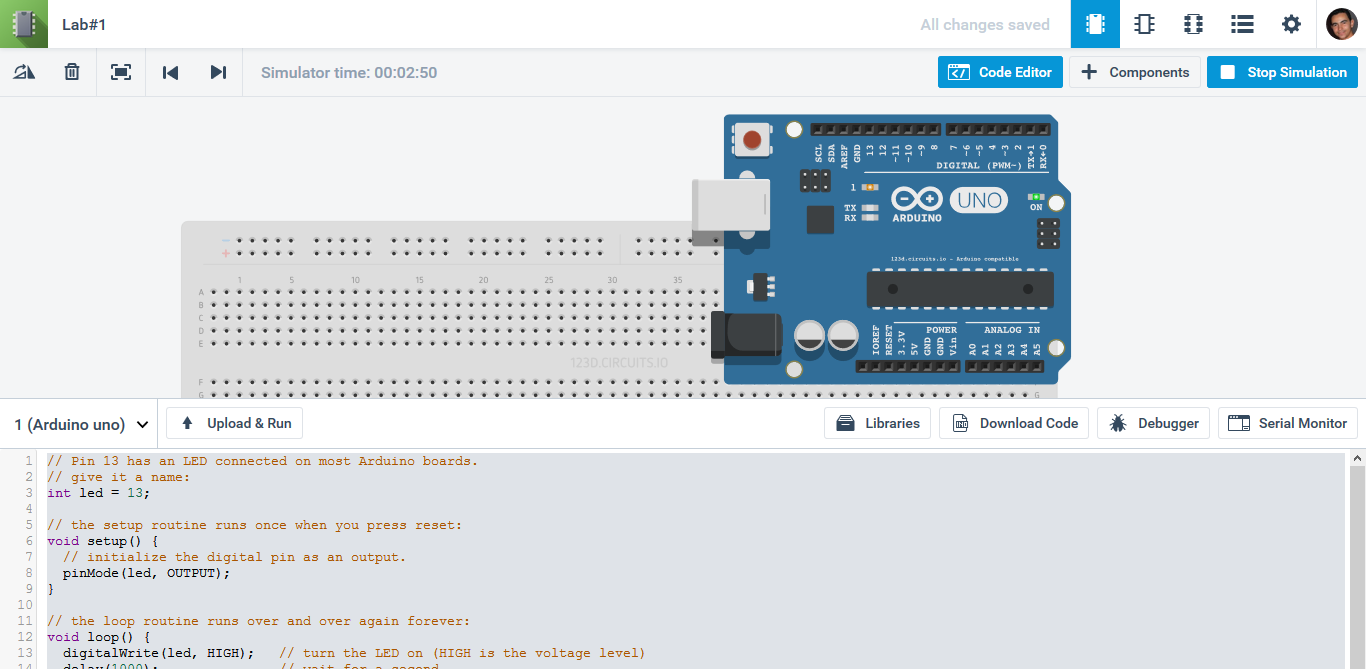 Lab#1
All changes saved
Simulator time: 00:02:50
Code Editor
Components
Stop Simulation
SCL SDA AREF GND 13 12 ~11 ~10 ~9 8 7 ~6 ~5 4 ~3 2 TX→1 RX←0
DIGITAL (PWM~)
1
TX
RX
UNO
ARDUINO
ON
123d.circuits.io - Arduino compatible
1 5 10 15 20 25 30 35
A
B
C
D
E
IOREF RESET 3.3V 5V GND GND Vin A0 A1 A2 A3 A4 A5
POWER ANALOG IN
123D.CIRCUITS.IO
F
G G
1 (Arduino uno)
Upload & Run
Libraries
Download Code
Debugger
Serial Monitor
1 // Pin 13 has an LED connected on most Arduino boards.
2 // give it a name:
3 int led = 13;
4
5 // the setup routine runs once when you press reset:
6 void setup() {
7 // initialize the digital pin as an output.
8 pinMode(led, OUTPUT);
9 }
10
11 // the loop routine runs over and over again forever:
12 void loop() {
13 digitalWrite(led, HIGH); // turn the LED on (HIGH is the voltage level)
14 delay(1000); // wait for a second